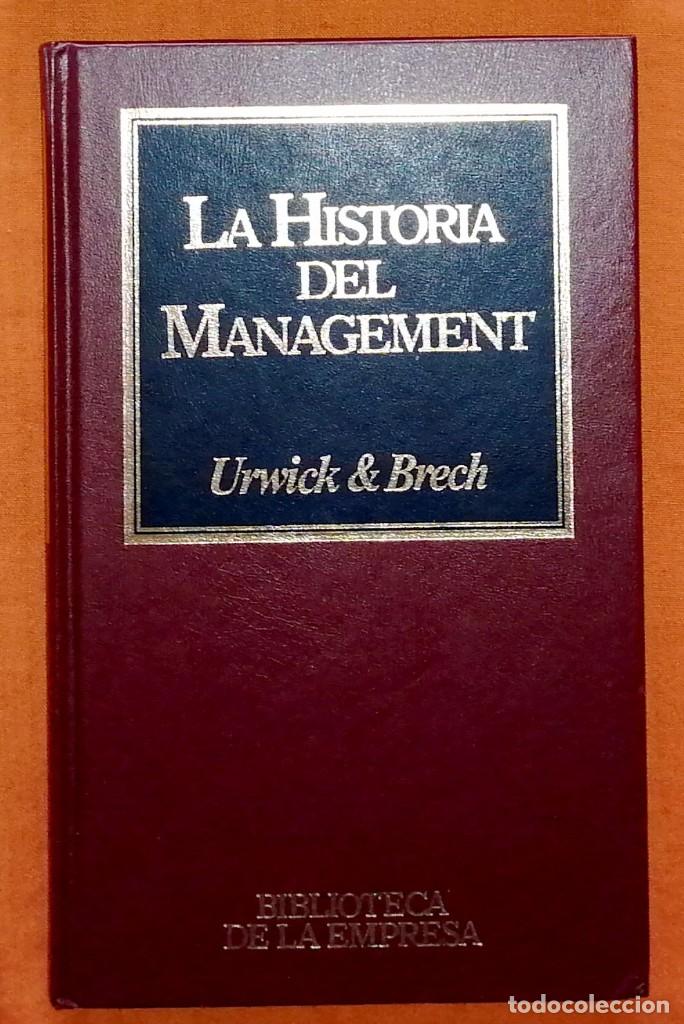 LA HISTORIA
DEL
MANAGEMENT
Urwick & Brech
BIBLIOTECA
DE LA EMPRESA
todocoleccion